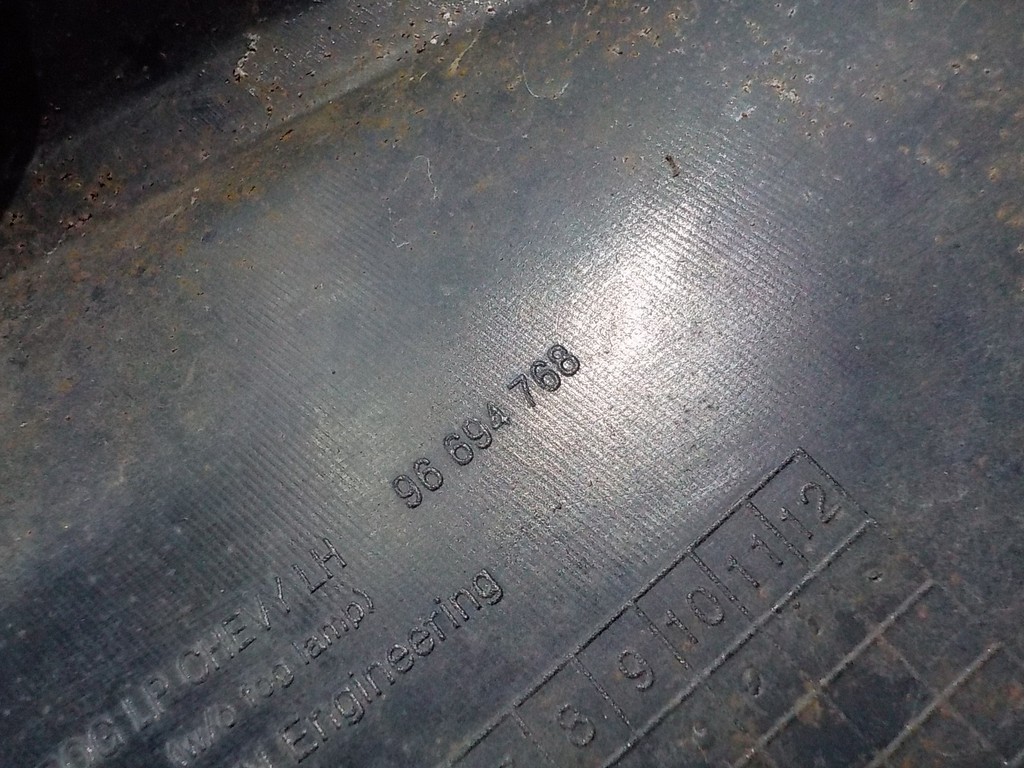 96 694 768
LP CHEVY LH
(w/o fog lamp)
Engineering
8 9 10 11 12